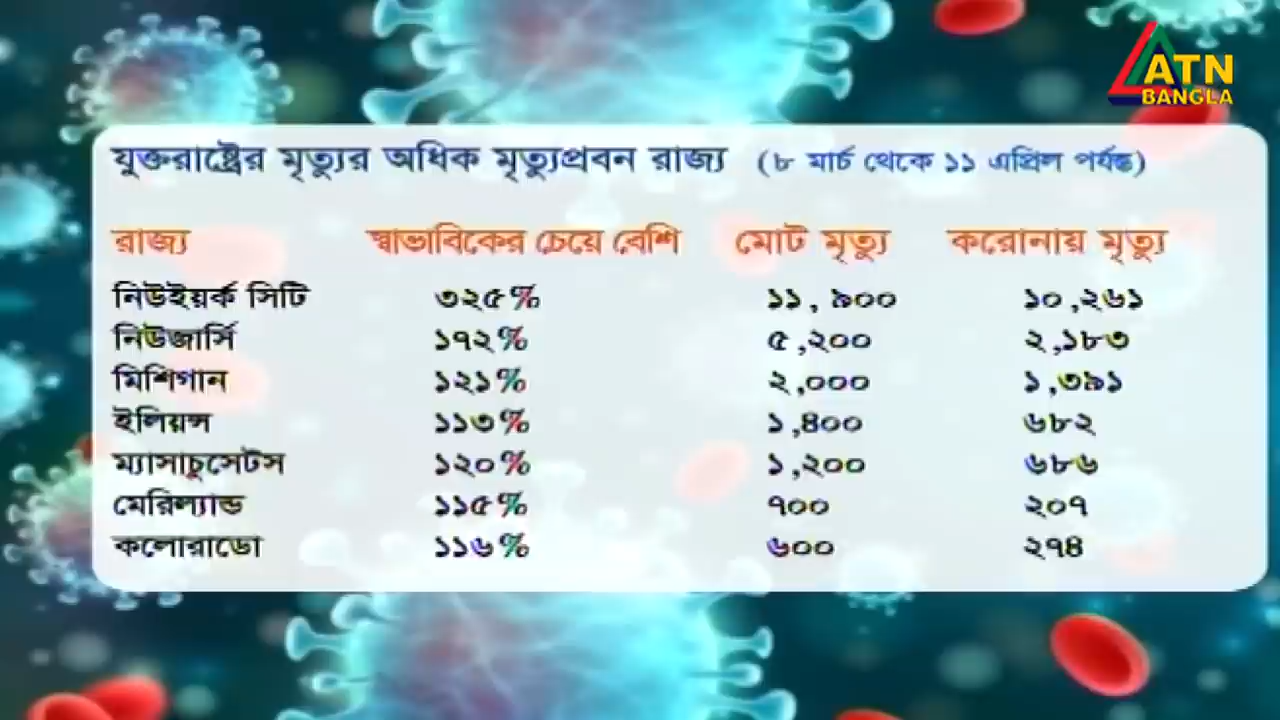 ATN
BANGLA
যুক্তরাষ্ট্রের মৃত্যুর অধিক মৃত্যুপ্রবন রাজ্য (৮ মার্চ থেকে ১১ এপ্রিল পর্যন্ত)
রাজ্য স্বাভাবিকের চেয়ে বেশি মোট মৃত্যু করোনায় মৃত্যু
নিউইয়র্ক সিটি ৩২৫% ১১, ৯০০ ১০,২৬১
নিউজার্সি ১৭২% ৫,২০০ ২,১৮৩
মিশিগান ১২১% ২,০০০ ১,৩৯১
ইলিয়ন্স ১১৩% ১,৪০০ ৬৮২
ম্যাসাচুসেটস ১২০% ১,২০০ ৬৮৬
মেরিল্যান্ড ১১৫% ৭০০ ২০৭
কলোরাডো ১১৬% ৬০০ ২৭৪